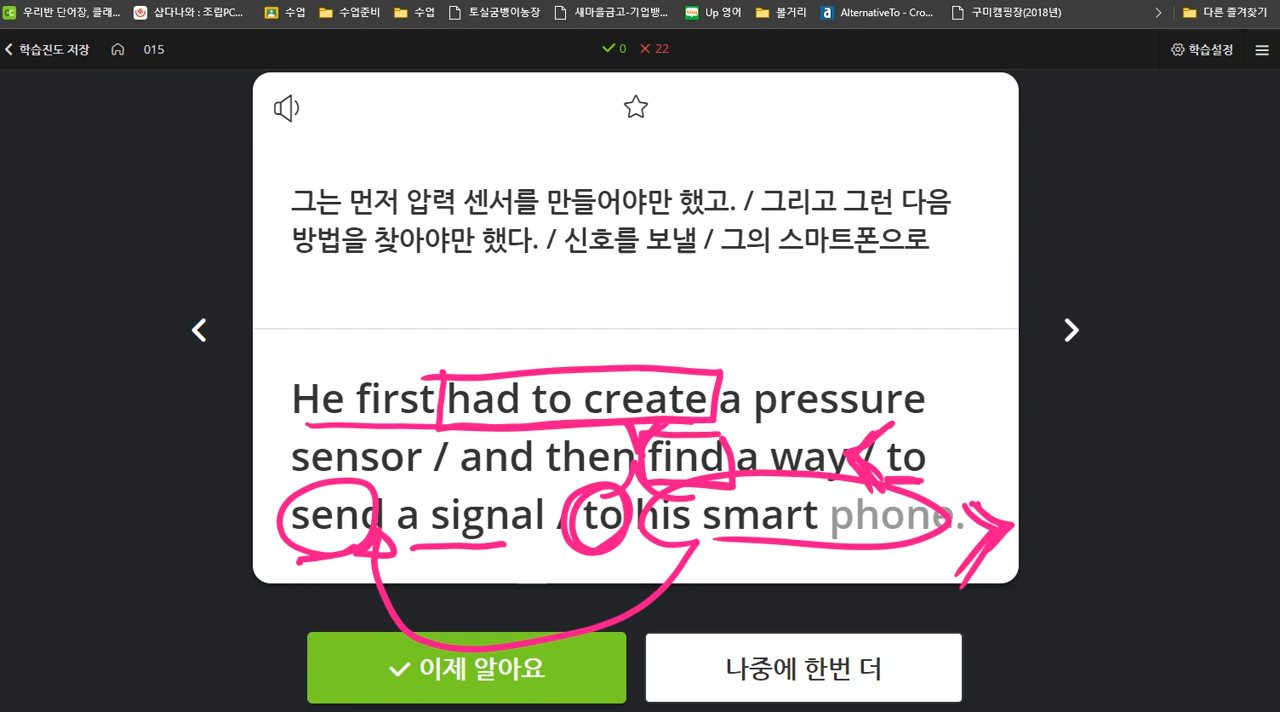 우리반 단어장, 클래... 샵다나와 : 조립PC... 수업 수업준비 수업 토실궁뱅이농장 새마을금고-기업뱅... Up 영어 볼거리 AlternativeTo - Cro... 구미캠핑장(2018년) 다른 즐겨찾기
학습진도 저장 015 0 22 학습설정
그는 먼저 압력 센서를 만들어야만 했고. / 그리고 그런 다음
방법을 찾아야만 했다. / 신호를 보낼 / 그의 스마트폰으로
He first had to create a pressure
sensor / and then find a way / to
send a signal / to his smart phone.
이제 알아요 나중에 한번 더